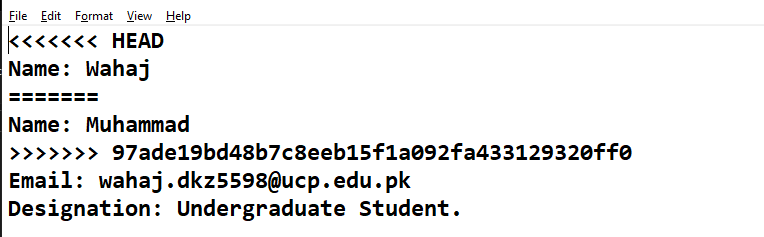 File Edit Format View Help
<<<<<<< HEAD
Name: Wahaj
=======
Name: Muhammad
>>>>>>> 97ade19bd48b7c8eeb15f1a092fa433129320ff0
Email: wahaj.dkz5598@ucp.edu.pk
Designation: Undergraduate Student.